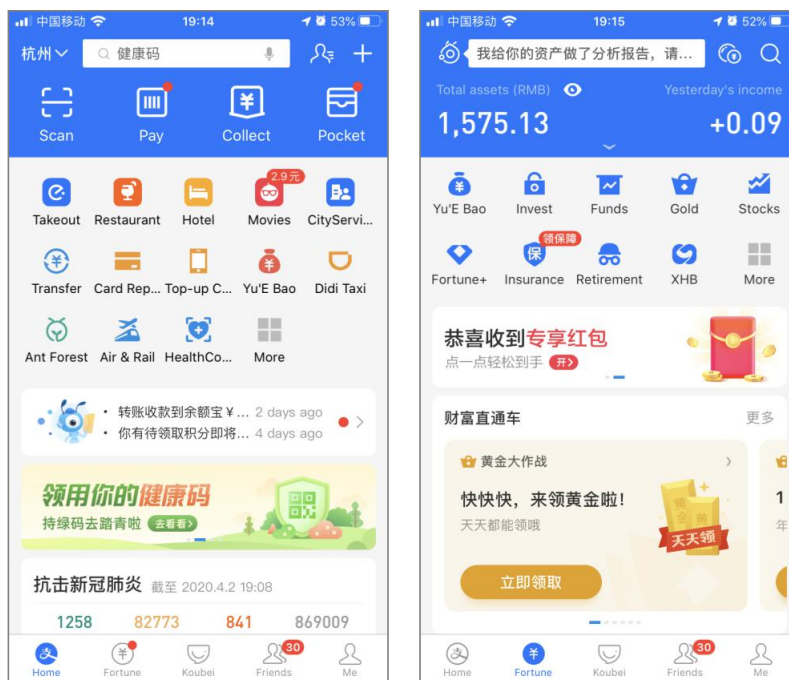 中国移动 19:14 53%
杭州 健康码
Scan Pay Collect Pocket
2.9元
Takeout Restaurant Hotel Movies CityServi...
Transfer Card Rep... Top-up C... Yu'E Bao Didi Taxi
Ant Forest Air & Rail HealthCo... More
· 转账收款到余额宝¥... 2 days ago
· 你有待领取积分即将... 4 days ago
领用你的健康码
持绿码去踏青啦 去看看>
抗击新冠肺炎 截至 2020.4.2 19:08
1258 82773 841 869009
30
Home Fortune Koubei Friends Me
中国移动 19:15 52%
我给你的资产做了分析报告，请...
Total assets (RMB) Yesterday's income
1,575.13 +0.09
Yu'E Bao Invest Funds Gold Stocks
领保障
保
Fortune+ Insurance Retirement XHB More
恭喜收到专享红包
点一点轻松到手 开>
财富直通车 更多
黄金大作战
快快快，来领黄金啦！ 1
天天都能领哦 年
黄金 黄
天天领
立即领取
30
Home Fortune Koubei Friends Me